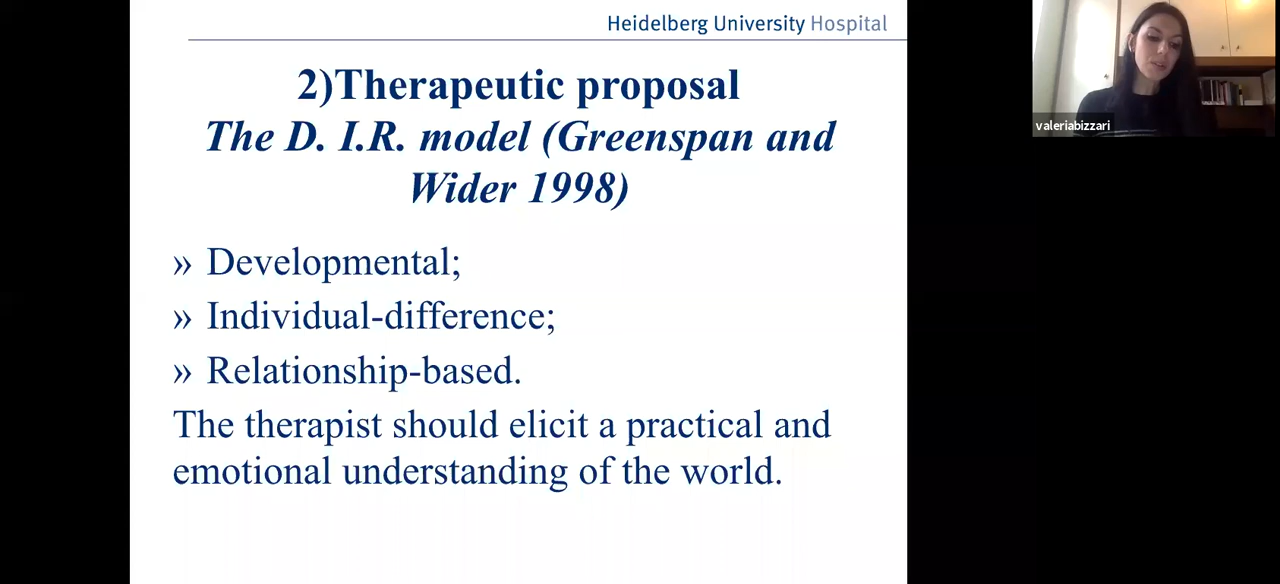 Heidelberg University Hospital
2)Therapeutic proposal
The D. I.R. model (Greenspan and
Wider 1998)
» Developmental;
» Individual-difference;
» Relationship-based.
The therapist should elicit a practical and
emotional understanding of the world.
valeriabizzari